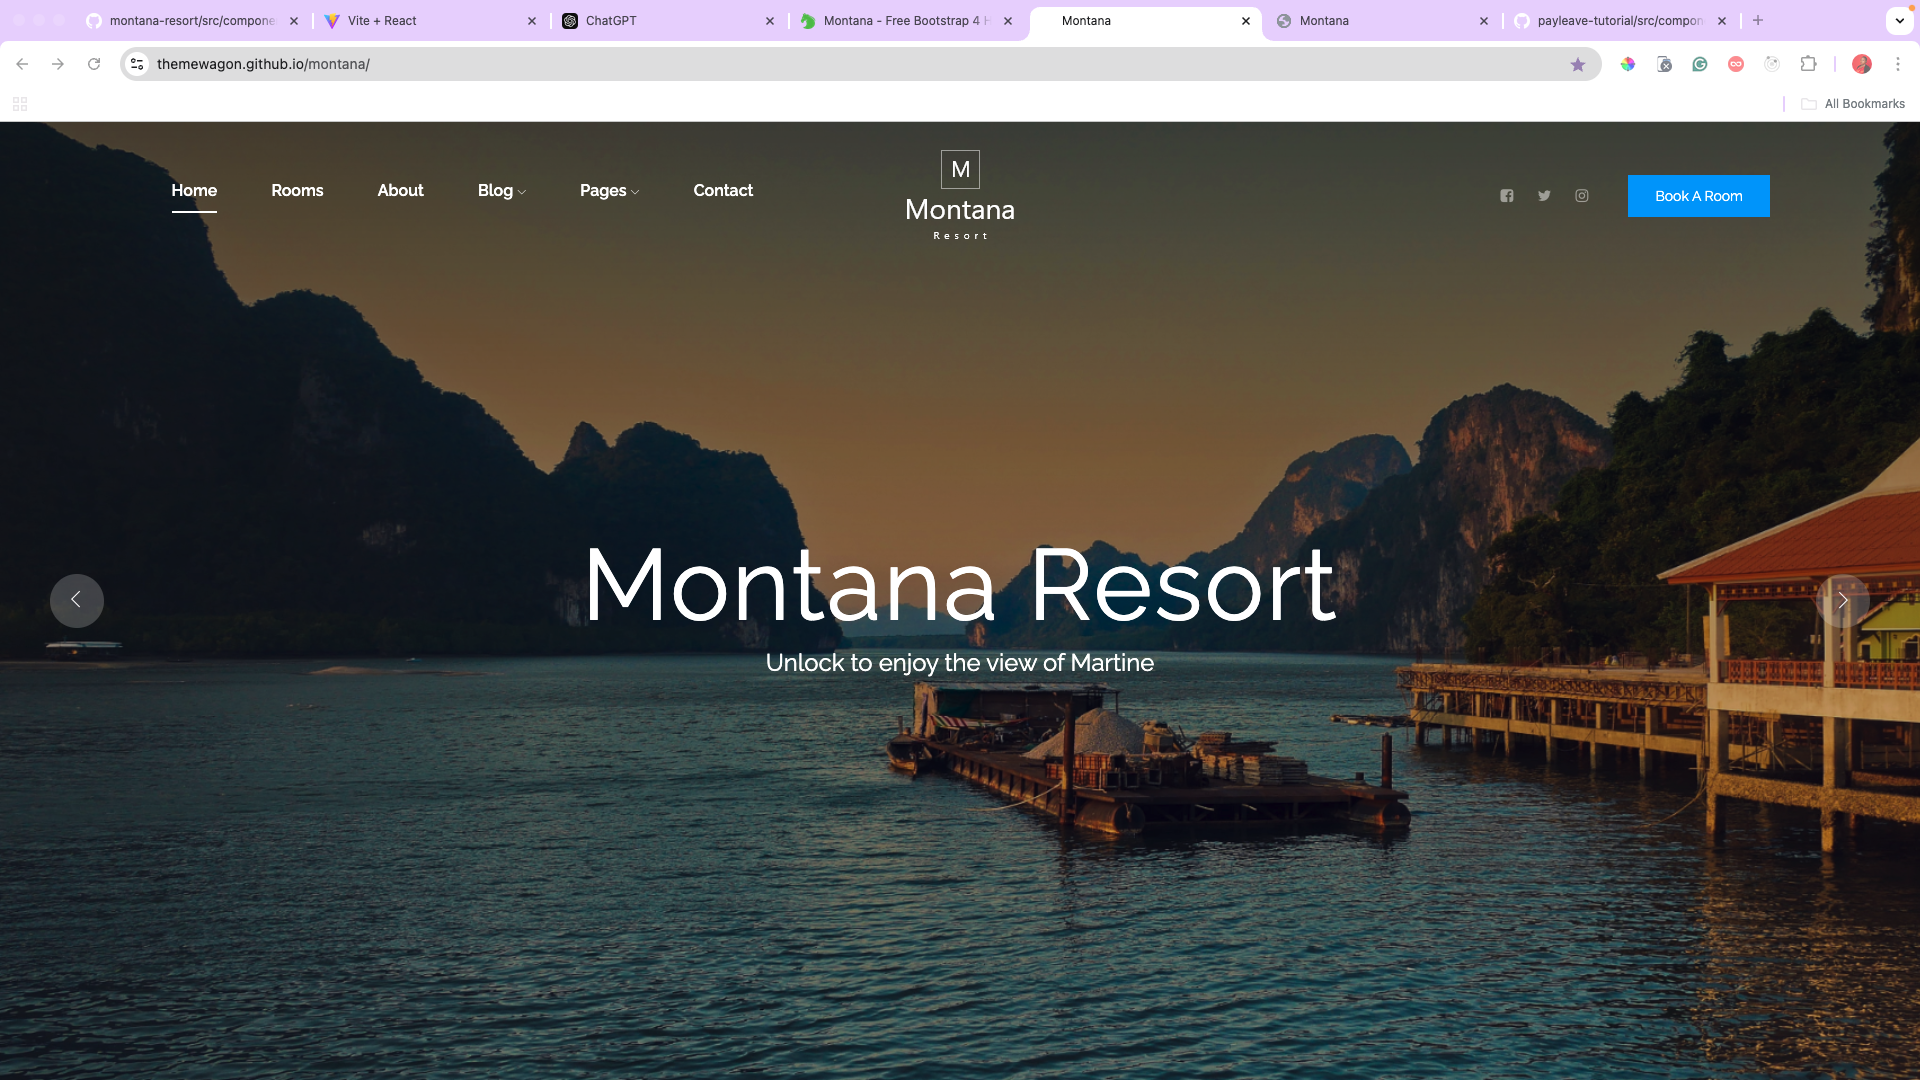 montana-resort/src/compone
Vite + React
ChatGPT
Montana - Free Bootstrap 4 H
Montana
Montana
payleave-tutorial/src/compon
themewagon.github.io/montana/
All Bookmarks
Home
Rooms
About
Blog
Pages
Contact
M
Montana
Resort
Book A Room
Montana Resort
Unlock to enjoy the view of Martine